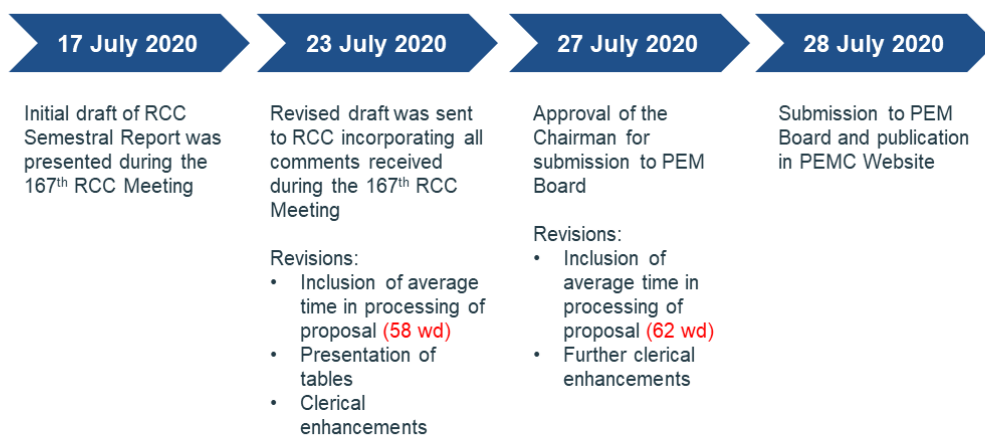 17 July 2020
23 July 2020
27 July 2020
28 July 2020
Initial draft of RCC
Semestral Report was
presented during the
167th RCC Meeting
Revised draft was sent
to RCC incorporating all
comments received
during the 167th RCC
Meeting
Revisions:
• Inclusion of average
time in processing of
proposal (58 wd)
• Presentation of
tables
• Clerical
enhancements
Approval of the
Chairman for
submission to PEM
Board
Revisions:
• Inclusion of
average time in
processing of
proposal (62 wd)
• Further clerical
enhancements
Submission to PEM
Board and publication
in PEMC Website